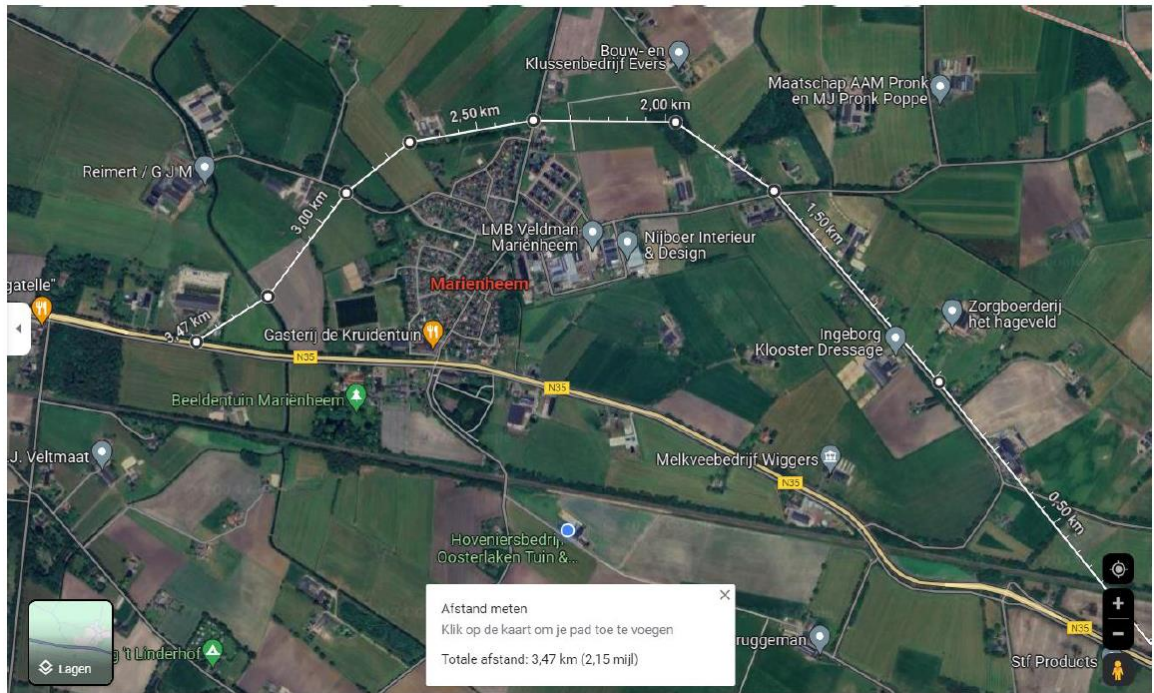 Bouw- en
Klussenbedrijf Evers
Maatschap AAM Pronk
en MJ Pronk Poppe
2,50 km
2,00 km
Reimert / G J M
3,00 km
1,50 km
LMB Veldman
Mariënheem
Nijboer Interieur
& Design
Mariënheem
gatelle"
Zorgboerderij
het hageveld
3,47 km
Gasterij de Kruidentuin
Ingeborg
Klooster Dressage
N35
N35
Beeldentuin Mariënheem
J. Veltmaat
Melkveebedrijf Wiggers
N35
0,50 km
Hoveniersbedrijf
Oosterlaken Tuin &...
Afstand meten
Klik op de kaart om je pad toe te voegen
Totale afstand: 3,47 km (2,15 mijl)
ruggeman
N35
g 't Linderhof
Lagen
Stf Products